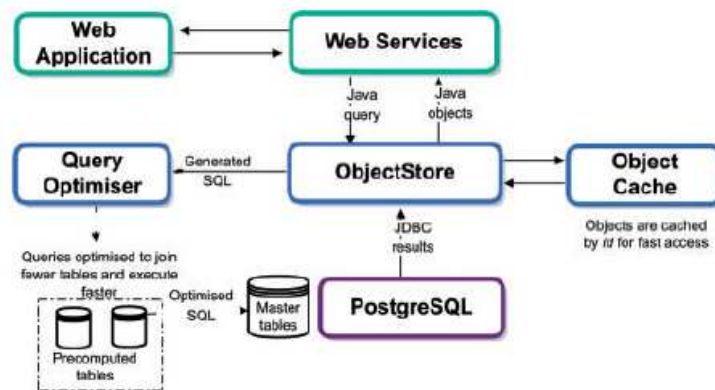 Web
Application
Web Services
Java
query
Java
objects
Query
Optimiser
Generated
SQL
ObjectStore
Object
Cache
Objects are cached
by id for fast access
JDBC
results
Queries optimised to join
fewer tables and execute
faster
Optimised
SQL
Master
tables
PostgreSQL
Precomputed
tables